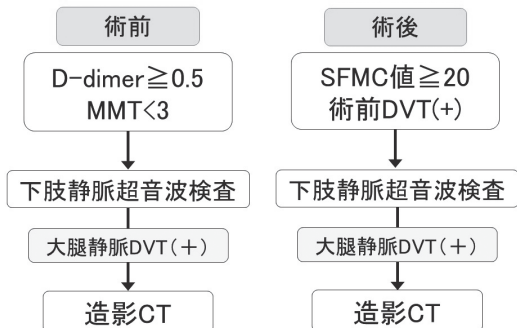 術前
D-dimer≧0.5
MMT<3
下肢静脈超音波検査
大腿静脈DVT(＋)
造影CT
術後
SFMC値≧20
術前DVT(+)
下肢静脈超音波検査
大腿静脈DVT(＋)
造影CT